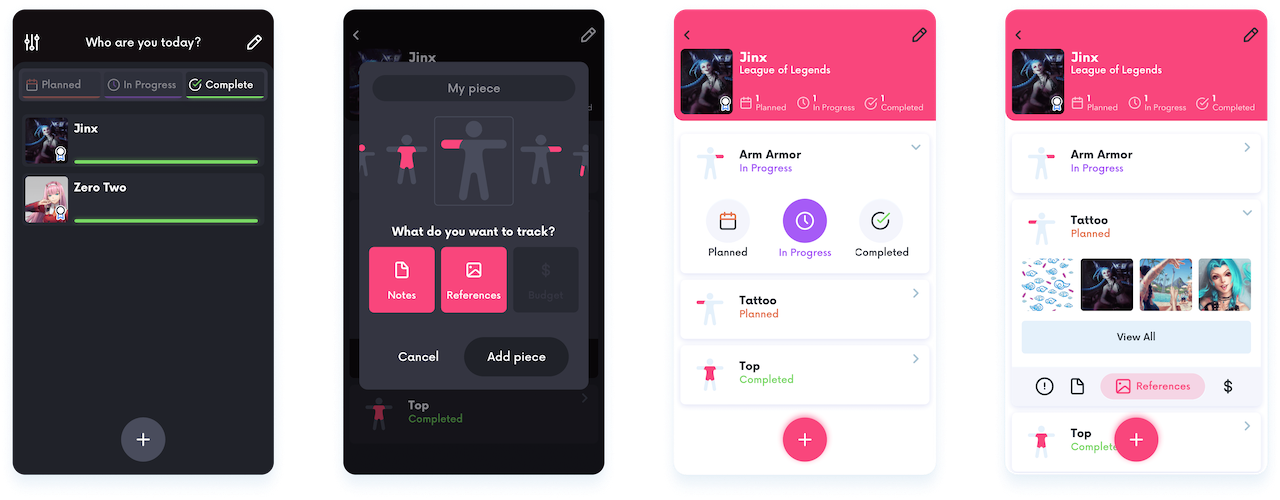 Who are you today?
Planned
In Progress
Complete
Jinx
Zero Two
Jinx
My piece
What do you want to track?
Notes
References
$
Budget
Cancel
Add piece
Top
Completed
Jinx
League of Legends
1
Planned
1
In Progress
1
Completed
Arm Armor
In Progress
Planned
In Progress
Completed
Tattoo
Planned
Top
Completed
Jinx
League of Legends
1
Planned
1
In Progress
1
Completed
Arm Armor
In Progress
Tattoo
Planned
View All
References
$
Top
Complete